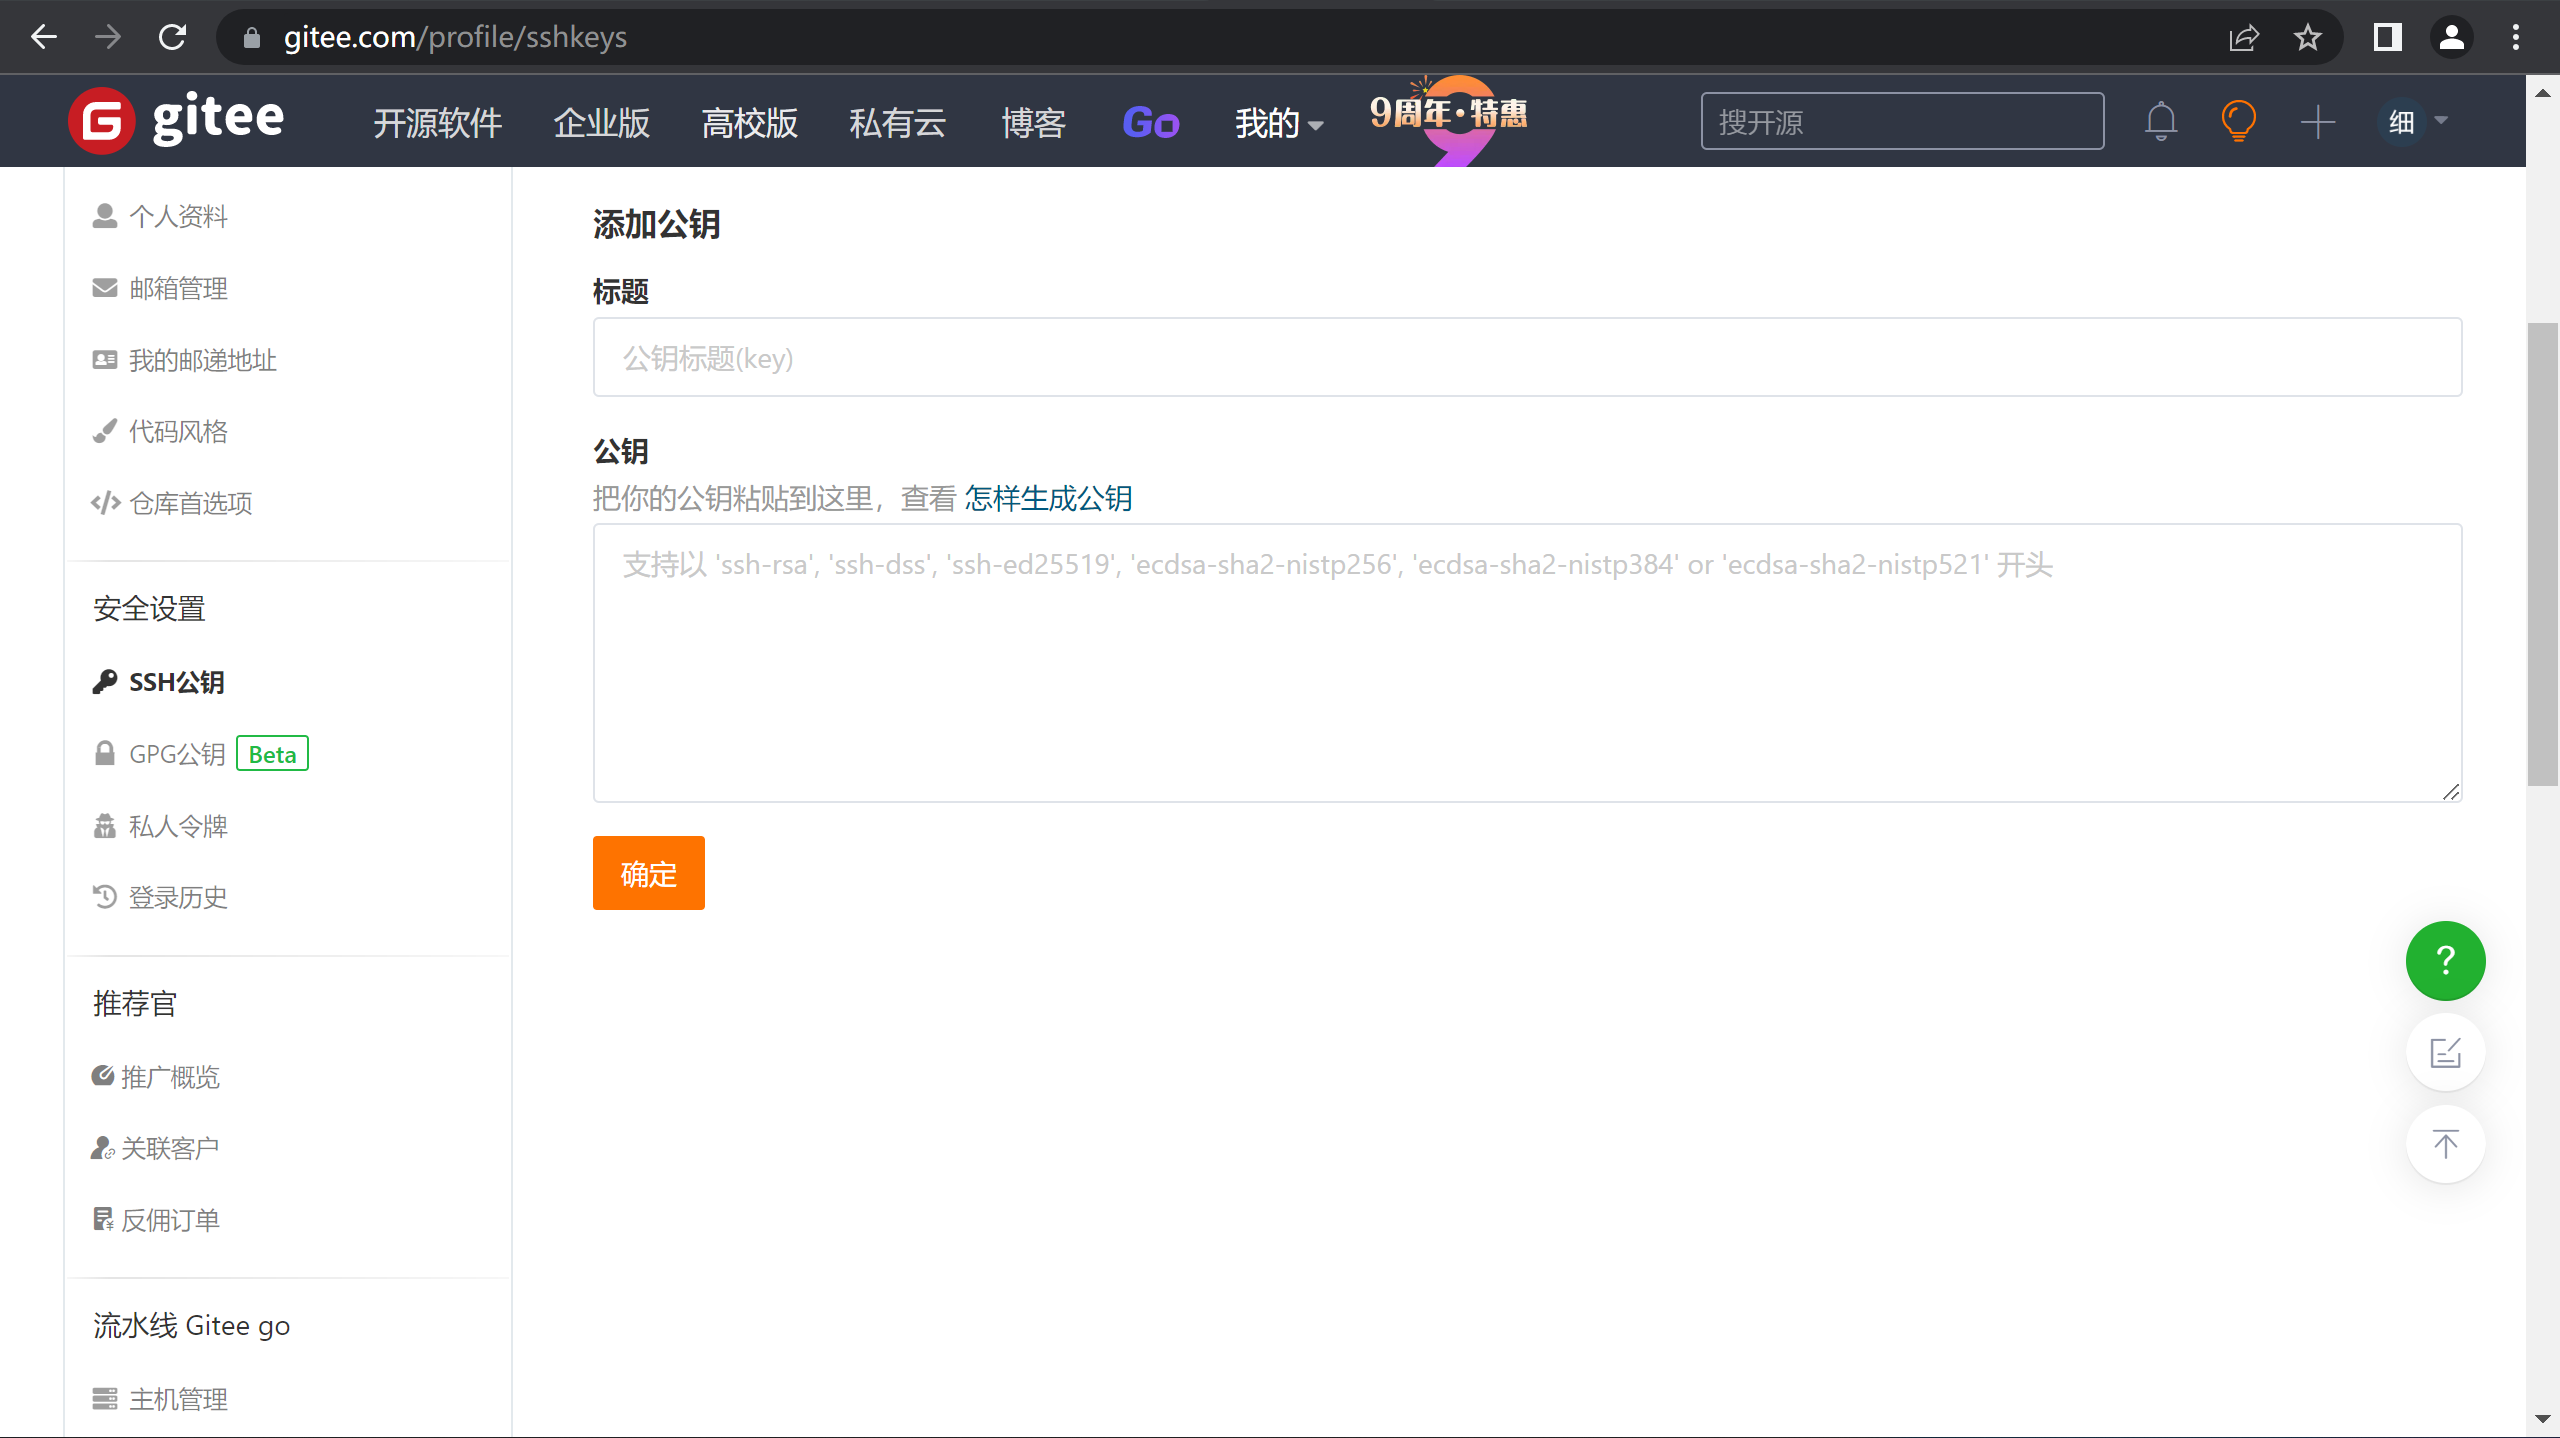 gitee.com/profile/sshkeys
gitee 开源软件 企业版 高校版 私有云 博客 Go 我的 9周年·特惠 搜开源 细
个人资料
邮箱管理
我的邮递地址
代码风格
仓库首选项
安全设置
SSH公钥
GPG公钥 Beta
私人令牌
登录历史
推荐官
推广概览
关联客户
反佣订单
流水线 Gitee go
主机管理
添加公钥
标题
公钥标题(key)
公钥
把你的公钥粘贴到这里，查看 怎样生成公钥
支持以 'ssh-rsa', 'ssh-dss', 'ssh-ed25519', 'ecdsa-sha2-nistp256', 'ecdsa-sha2-nistp384' or 'ecdsa-sha2-nistp521' 开头
确定
?